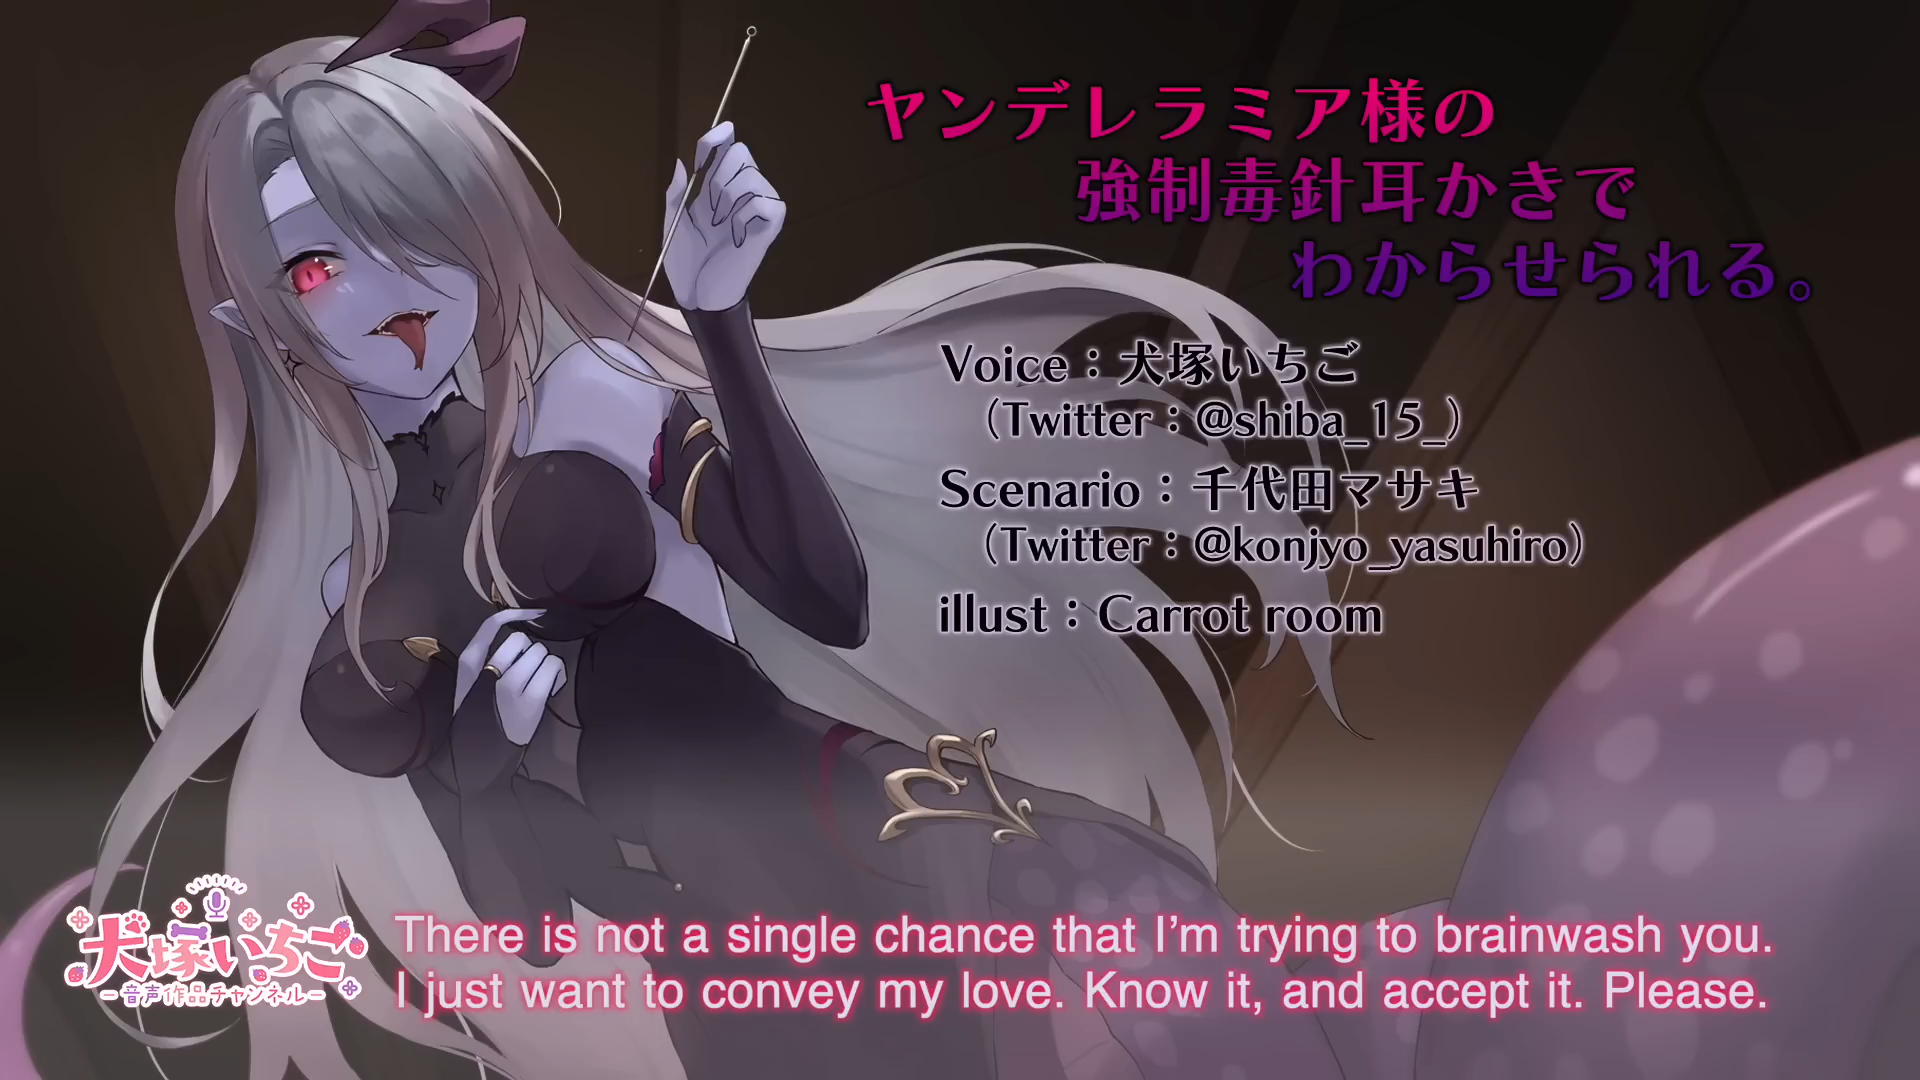 ヤンデレラミア様の
強制毒針耳かきで
わからせられる。
Voice：犬塚いちご
（Twitter：@shiba_15_）
Scenario：千代田マサキ
（Twitter：@konjyo_yasuhiro）
illust：Carrot room
犬塚いちご
－音声作品チャンネル－
There is not a single chance that I'm trying to brainwash you.
I just want to convey my love. Know it, and accept it. Please.